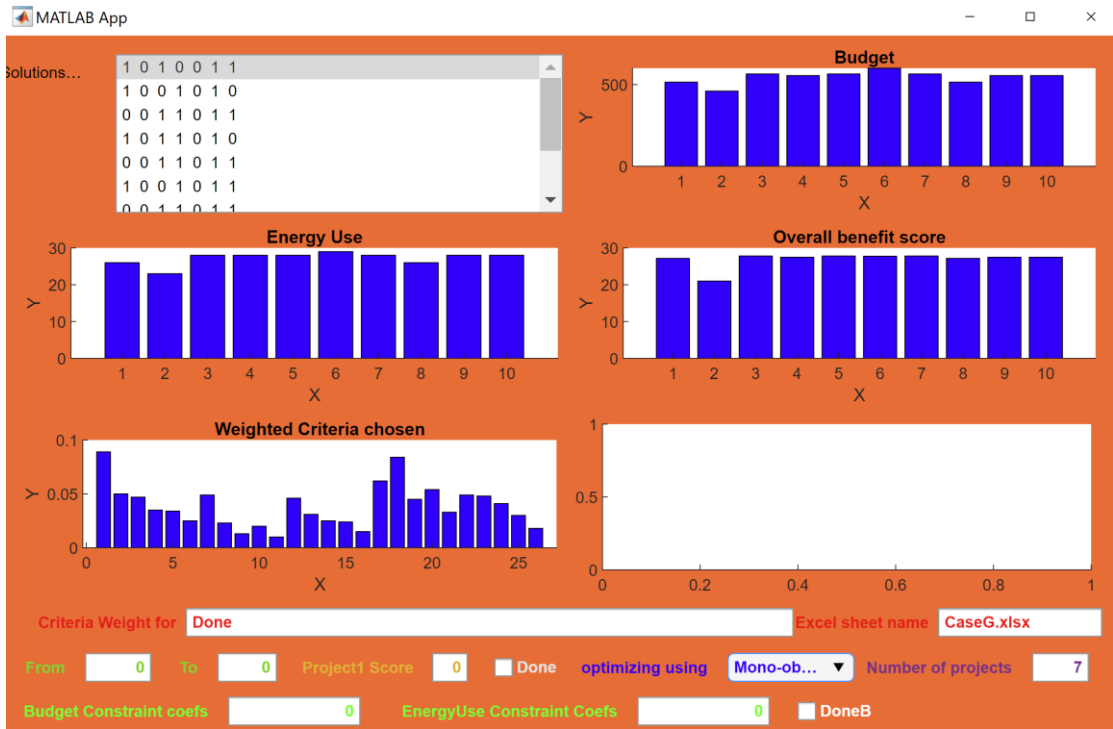 MATLAB App
Solutions…
1 0 1 0 0 1 1
1 0 0 1 0 1 0
0 0 1 1 0 1 1
1 0 1 1 0 1 0
0 0 1 1 0 1 1
1 0 0 1 0 1 1
0 0 1 1 0 1 1
Budget
500
0
Y
1 2 3 4 5 6 7 8 9 10
X
Energy Use
30
20
10
0
Y
1 2 3 4 5 6 7 8 9 10
X
Overall benefit score
30
20
10
0
Y
1 2 3 4 5 6 7 8 9 10
X
Weighted Criteria chosen
0.1
0.05
0
Y
0 5 10 15 20 25
X
1
0.5
0
0 0.2 0.4 0.6 0.8 1
Criteria Weight for Done Excel sheet name CaseG.xlsx
From 0 To 0 Project1 Score 0 Done optimizing using Mono-ob… Number of projects 7
Budget Constraint coefs 0 EnergyUse Constraint Coefs 0 DoneB